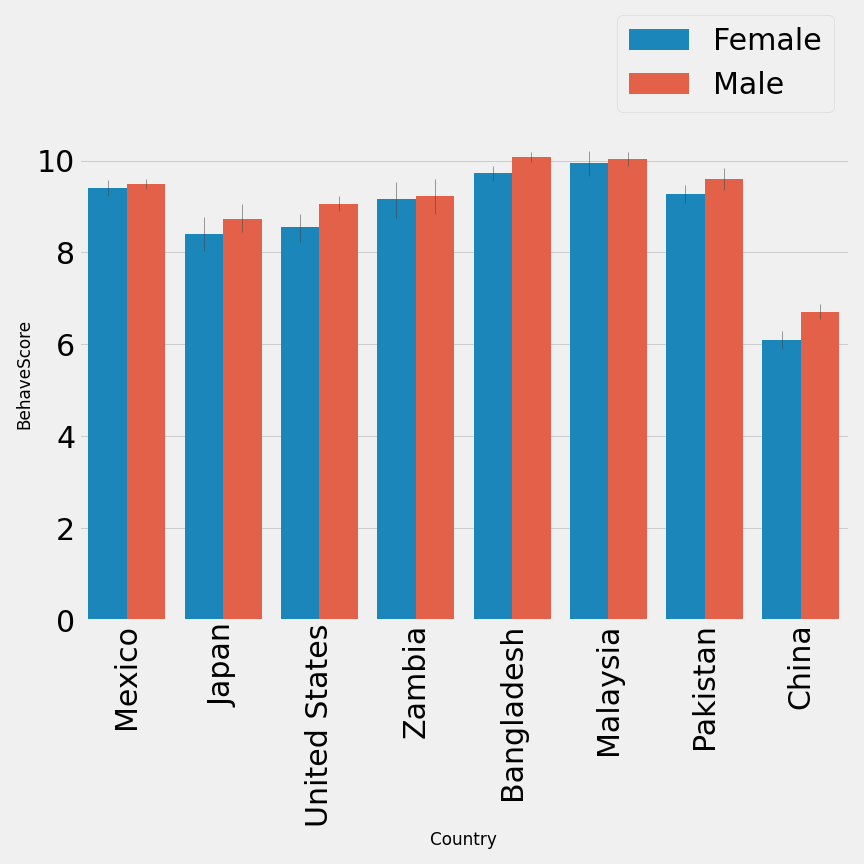 Female
Male
10
8
6
4
2
0
BehaveScore
Mexico
Japan
United States
Zambia
Bangladesh
Malaysia
Pakistan
China
Country